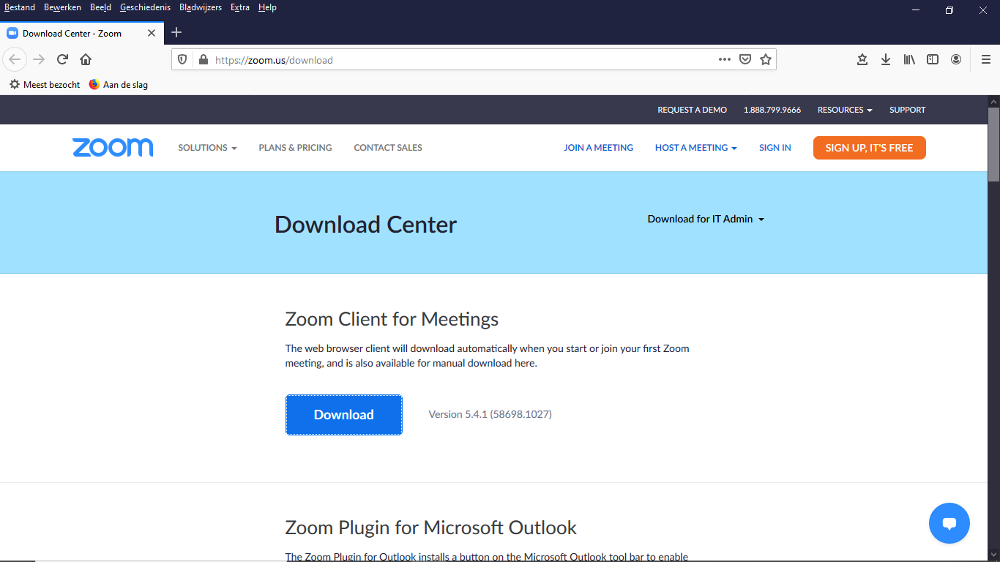 Bestand Bewerken Beeld Geschiedenis Bladwijzers Extra Help
Download Center - Zoom
https://zoom.us/download
Meest bezocht Aan de slag
REQUEST A DEMO 1.888.799.9666 RESOURCES SUPPORT
zoom SOLUTIONS PLANS & PRICING CONTACT SALES JOIN A MEETING HOST A MEETING SIGN IN SIGN UP, IT'S FREE
Download Center Download for IT Admin
Zoom Client for Meetings
The web browser client will download automatically when you start or join your first Zoom
meeting, and is also available for manual download here.
Download Version 5.4.1 (58698.1027)
Zoom Plugin for Microsoft Outlook
The Zoom Plugin for Outlook installs a button on the Microsoft Outlook tool bar to enable